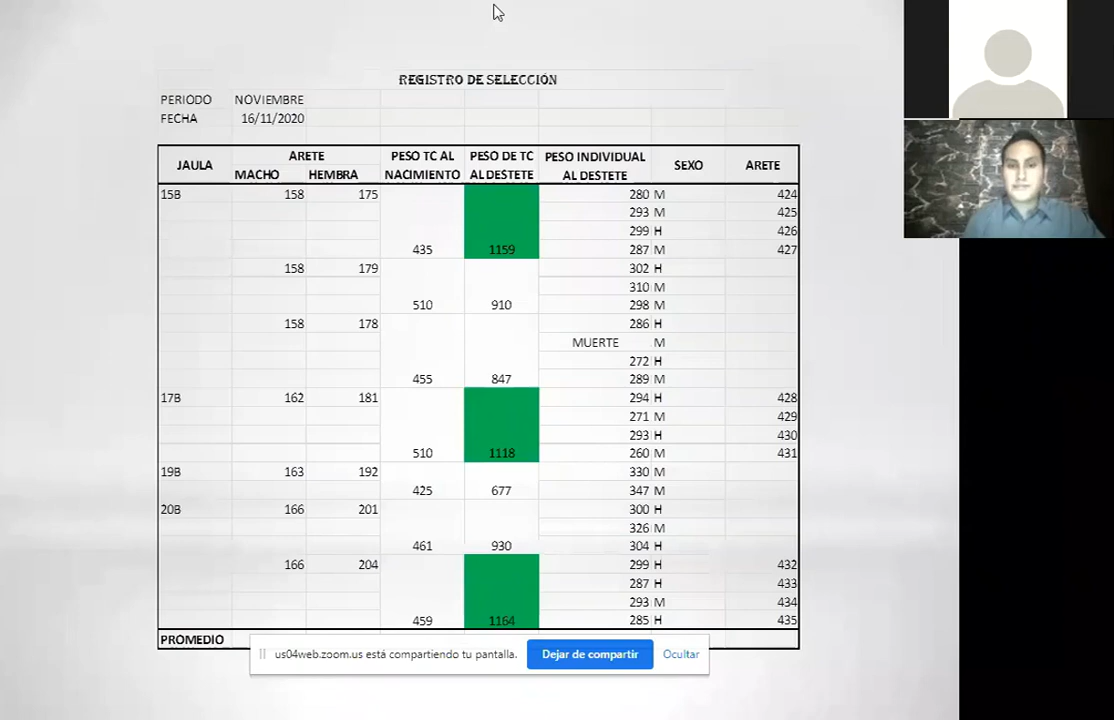 REGISTRO DE SELECCIÓN
PERIODO NOVIEMBRE
FECHA 16/11/2020
JAULA ARETE PESO TC AL NACIMIENTO PESO DE TC AL DESTETE PESO INDIVIDUAL AL DESTETE SEXO ARETE
MACHO HEMBRA
15B 158 175 280 M 424
293 M 425
299 H 426
435 1159 287 M 427
158 179 302 H
310 M
510 910 298 M
158 178 286 H
MUERTE M
272 H
455 847 289 M
17B 162 181 294 H 428
271 M 429
293 H 430
510 1118 260 M 431
19B 163 192 330 M
425 677 347 M
20B 166 201 300 H
326 M
461 930 304 H
166 204 299 H 432
287 H 433
293 M 434
459 1164 285 H 435
PROMEDIO
us04web.zoom.us está compartiendo tu pantalla. Dejar de compartir Ocultar